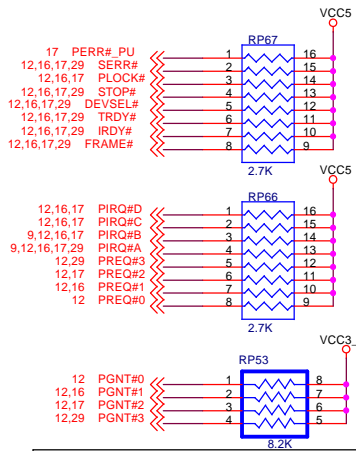 VCC5
RP67
17 PERR#_PU 1 16
12,16,17,29 SERR# 2 15
12,16,17 PLOCK# 3 14
12,16,17,29 STOP# 4 13
12,16,17,29 DEVSEL# 5 12
12,16,17,29 TRDY# 6 11
12,16,17,29 IRDY# 7 10
12,16,17,29 FRAME# 8 9
2.7K
VCC5
RP66
12,16,17 PIRQ#D 1 16
12,16,17 PIRQ#C 2 15
9,12,16,17 PIRQ#B 3 14
9,12,16,17,29 PIRQ#A 4 13
12,29 PREQ#3 5 12
12,17 PREQ#2 6 11
12,16 PREQ#1 7 10
12 PREQ#0 8 9
2.7K
VCC3_
RP53
12 PGNT#0 1 8
12,16 PGNT#1 2 7
12,17 PGNT#2 3 6
12,29 PGNT#3 4 5
8.2K